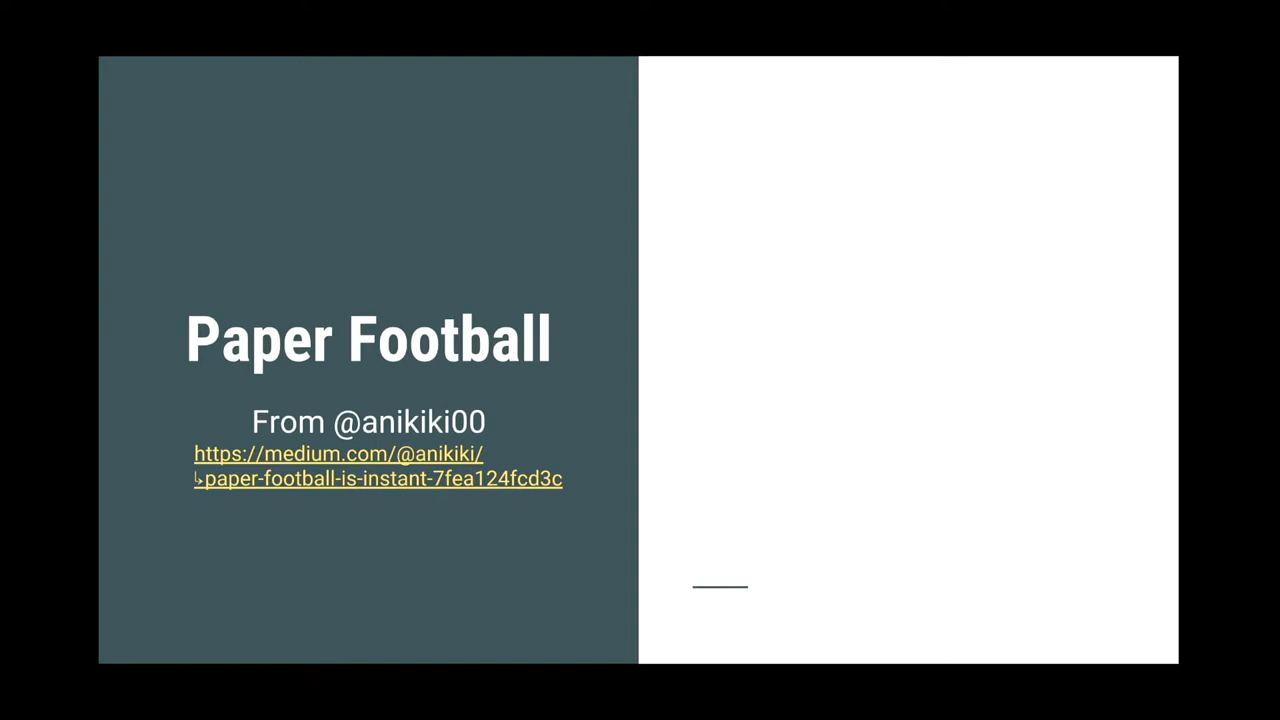 Paper Football
From @anikiki00
https://medium.com/@anikiki/
↳paper-football-is-instant-7fea124fcd3c